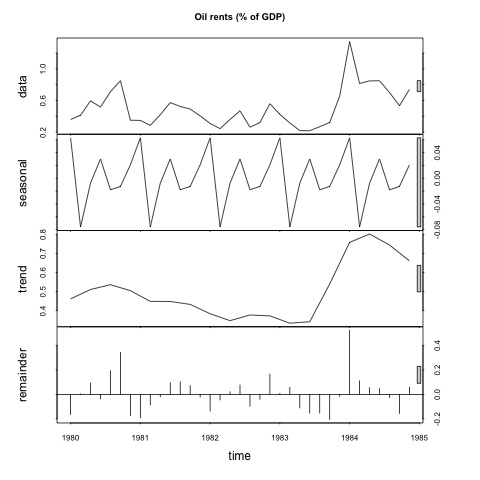 Oil rents (% of GDP)
data
0.2 0.6 1.0
seasonal
-0.08 -0.04 0.00 0.04
trend
0.4 0.5 0.6 0.7 0.8
remainder
-0.2 0.0 0.2 0.4
1980 1981 1982 1983 1984 1985
time